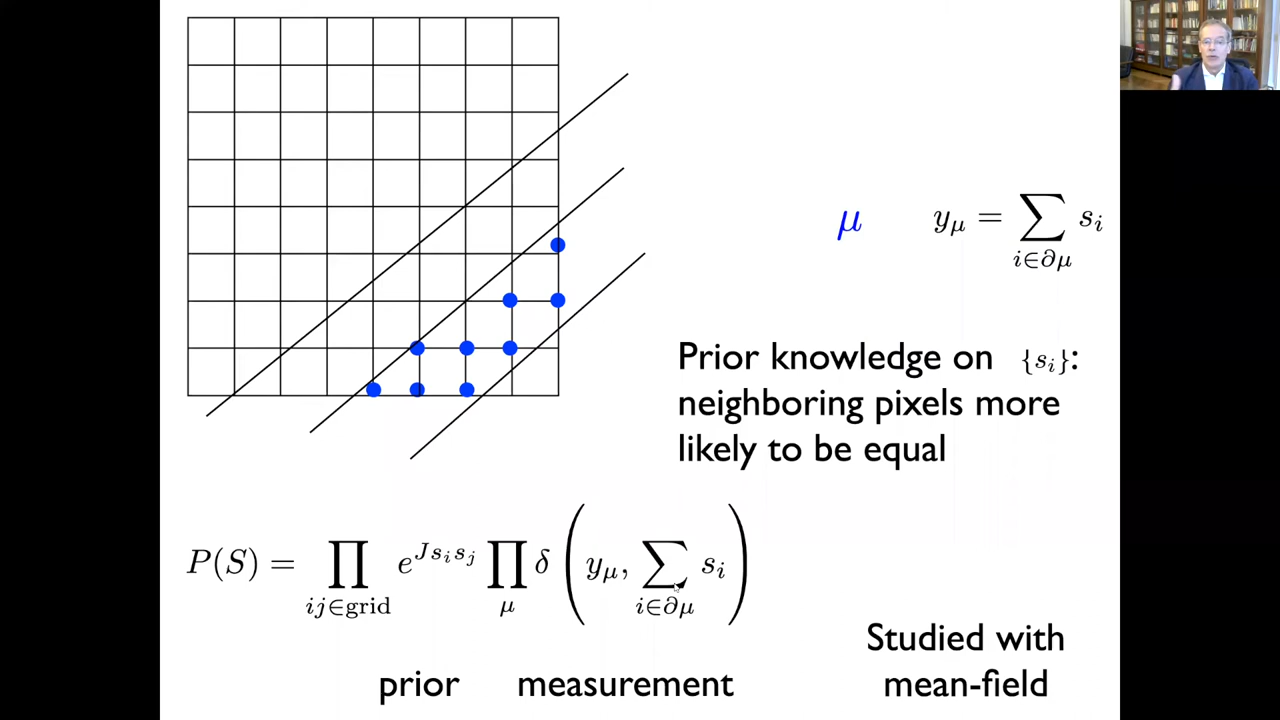 μ y_μ = ∑_{i∈∂μ} s_i
Prior knowledge on {s_i}:
neighboring pixels more
likely to be equal
P(S) = ∏_{ij∈grid} e^{J s_i s_j} ∏_μ δ ( y_μ, ∑_{i∈∂μ} s_i )
Studied with
prior measurement mean-field